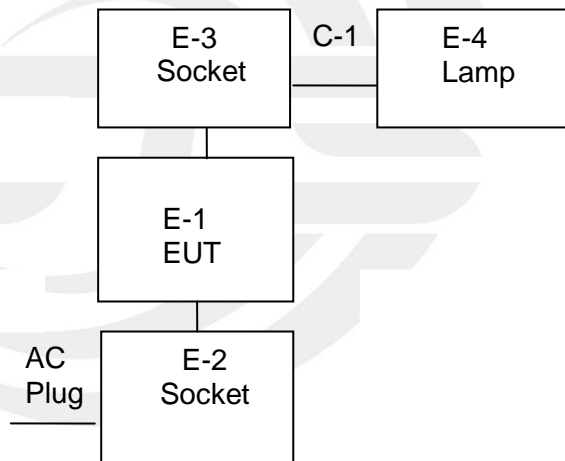 E-3
Socket
C-1
E-4
Lamp
E-1
EUT
AC
Plug
E-2
Socket